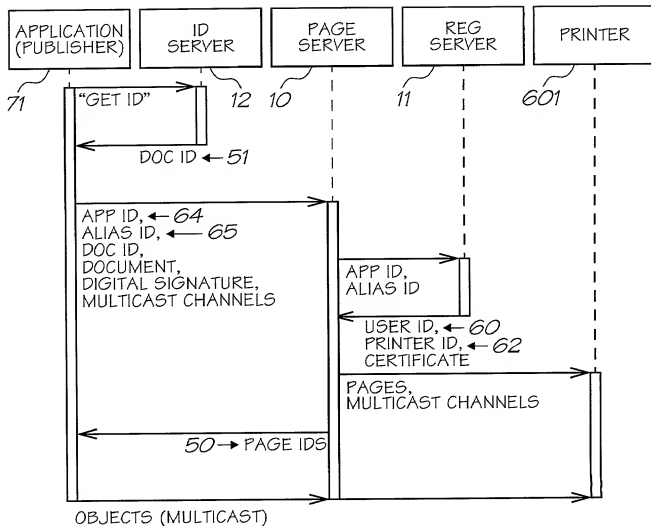 APPLICATION
(PUBLISHER)
ID
SERVER
PAGE
SERVER
REG
SERVER
PRINTER
71
12
10
11
601
"GET ID"
DOC ID ← 51
APP ID, ← 64
ALIAS ID, ← 65
DOC ID,
DOCUMENT,
DIGITAL SIGNATURE,
MULTICAST CHANNELS
APP ID,
ALIAS ID
USER ID, ← 60
PRINTER ID, ← 62
CERTIFICATE
PAGES,
MULTICAST CHANNELS
50 → PAGE IDS
OBJECTS (MULTICAST)